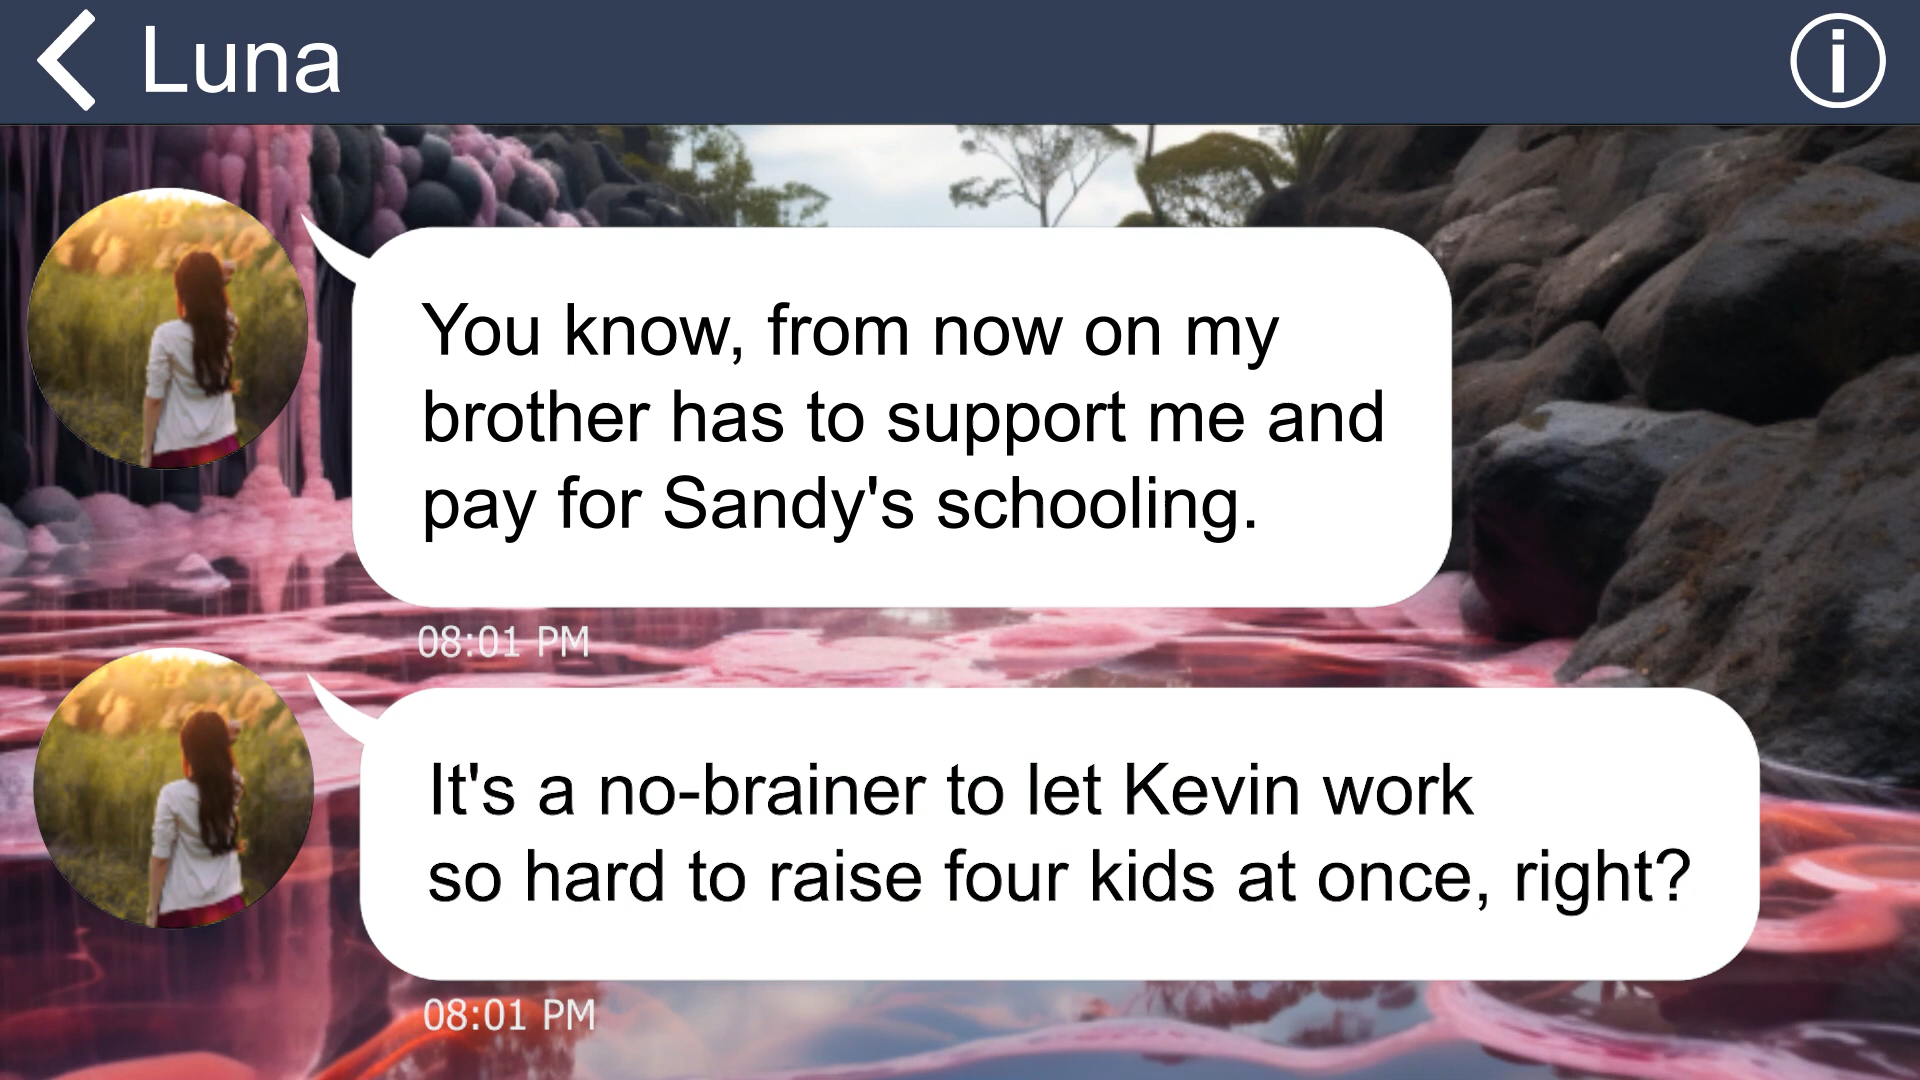 Luna
You know, from now on my
brother has to support me and
pay for Sandy's schooling.
08:01 PM
It's a no-brainer to let Kevin work
so hard to raise four kids at once, right?
08:01 PM